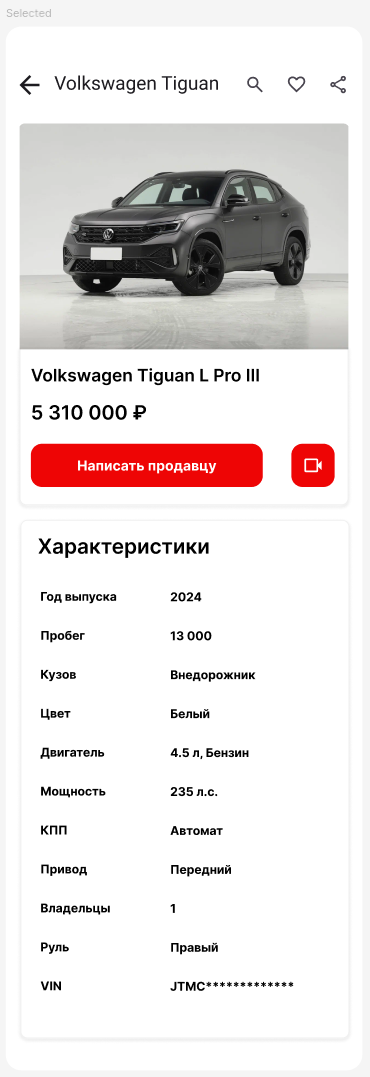 Selected
Volkswagen Tiguan
Volkswagen Tiguan L Pro III
5 310 000 ₽
Написать продавцу
Характеристики
Год выпуска 2024
Пробег 13 000
Кузов Внедорожник
Цвет Белый
Двигатель 4.5 л, Бензин
Мощность 235 л.с.
КПП Автомат
Привод Передний
Владельцы 1
Руль Правый
VIN JTMC*************